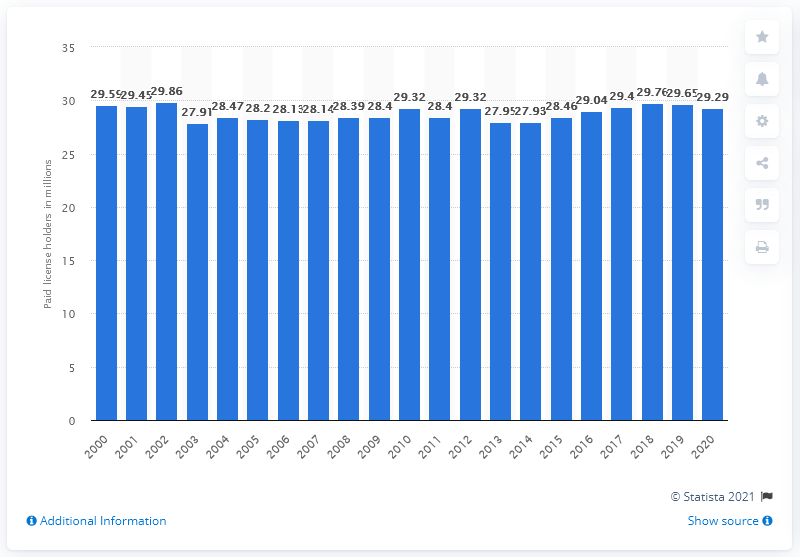 35
30
25
20
15
10
5
0
Paid license holders in millions
29.59 29.45 29.86 27.91 28.47 28.2 28.13 28.14 28.39 28.4 29.32 28.4 29.32 27.95 27.93 28.46 29.04 29.4 29.76 29.65 29.29
2000 2001 2002 2003 2004 2005 2006 2007 2008 2009 2010 2011 2012 2013 2014 2015 2016 2017 2018 2019 2020
© Statista 2021
Additional Information
Show source